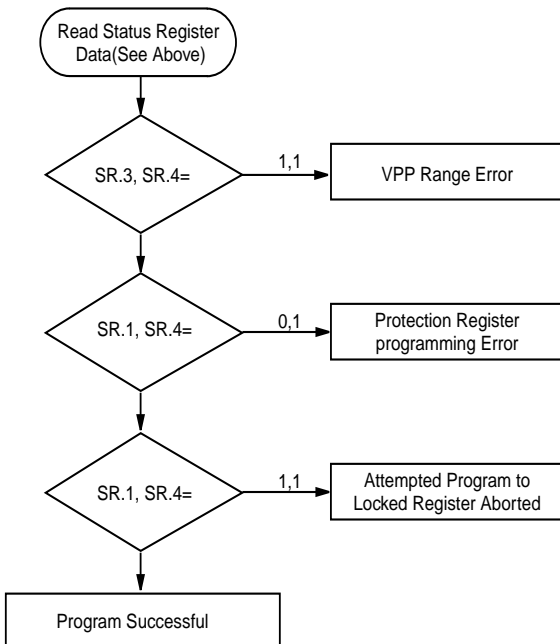 Read Status Register
Data(See Above)
SR.3, SR.4=
1,1
VPP Range Error
SR.1, SR.4=
0,1
Protection Register
programming Error
SR.1, SR.4=
1,1
Attempted Program to
Locked Register Aborted
Program Successful